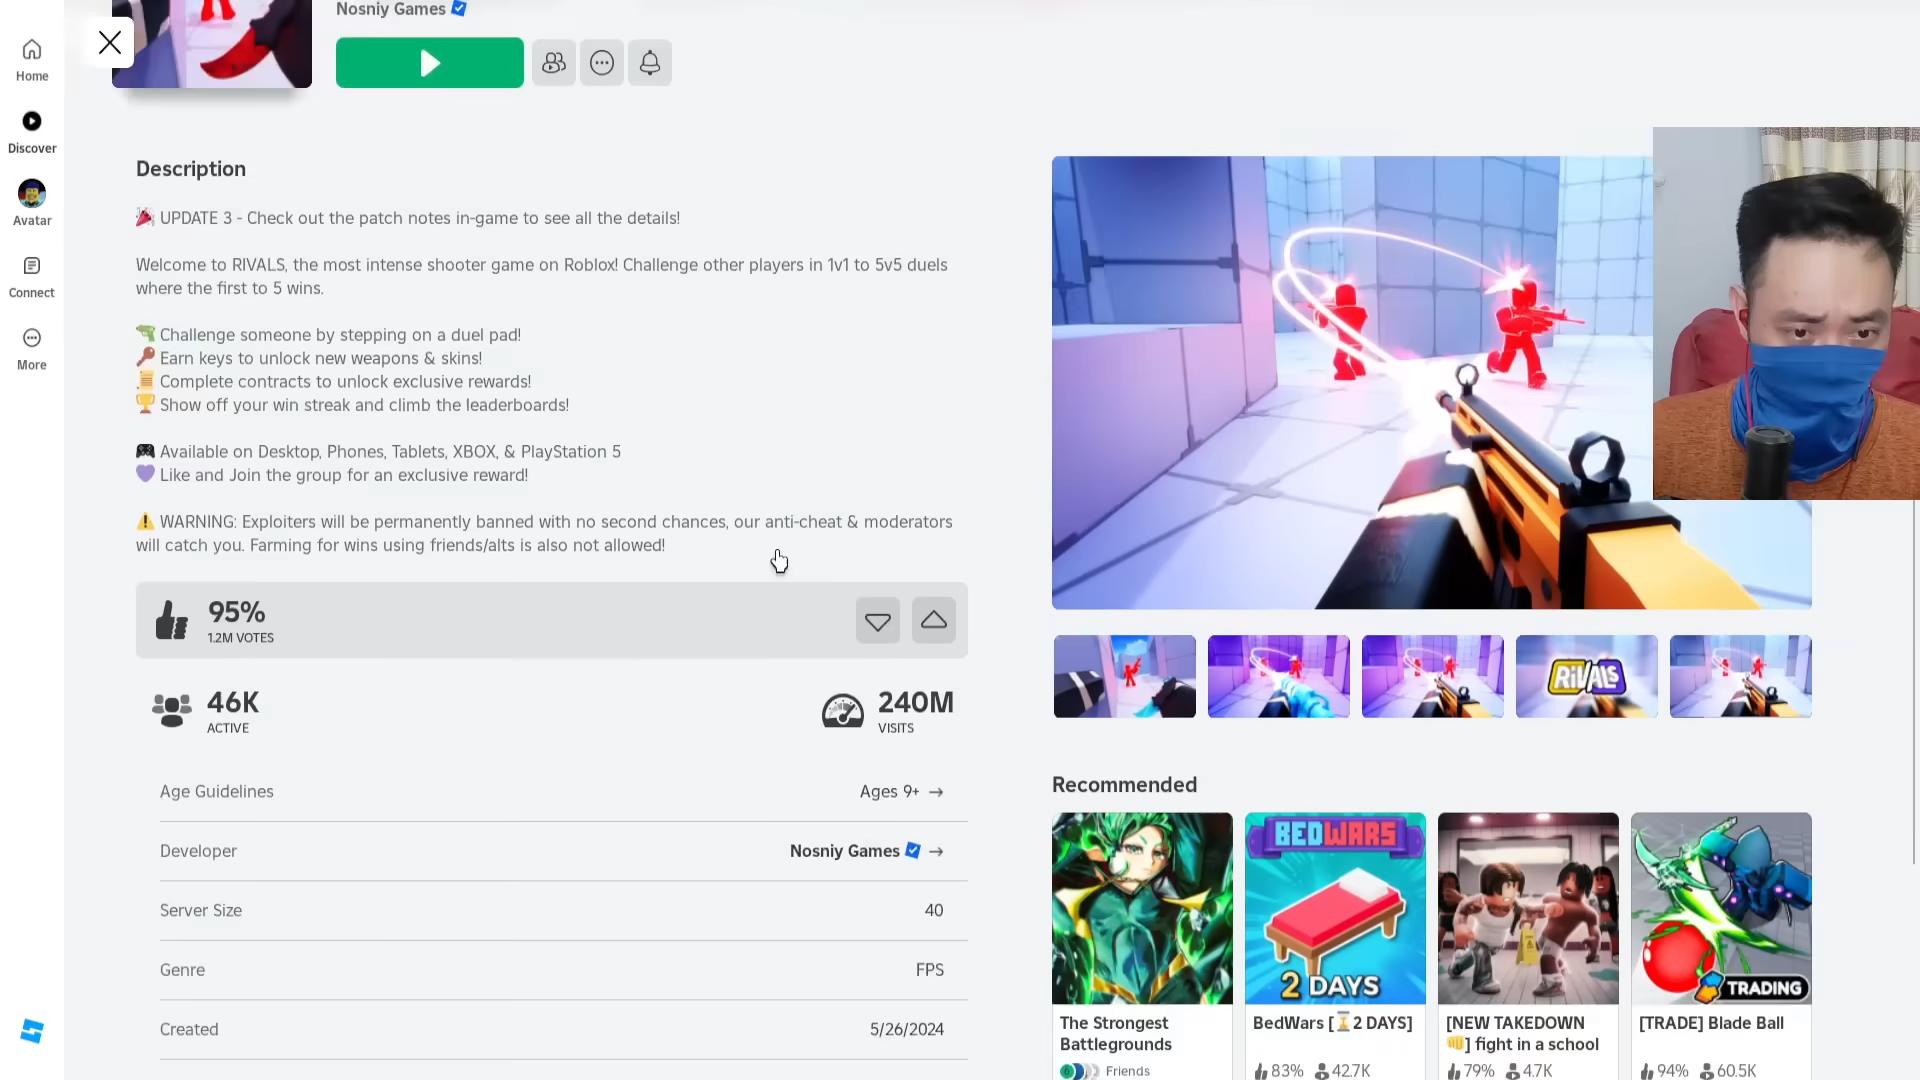 Nosniy Games
Home
Discover
Avatar
Connect
More
Description
UPDATE 3 - Check out the patch notes in-game to see all the details!
Welcome to RIVALS, the most intense shooter game on Roblox! Challenge other players in 1v1 to 5v5 duels
where the first to 5 wins.
Challenge someone by stepping on a duel pad!
Earn keys to unlock new weapons & skins!
Complete contracts to unlock exclusive rewards!
Show off your win streak and climb the leaderboards!
Available on Desktop, Phones, Tablets, XBOX, & PlayStation 5
Like and Join the group for an exclusive reward!
WARNING: Exploiters will be permanently banned with no second chances, our anti-cheat & moderators
will catch you. Farming for wins using friends/alts is also not allowed!
95%
1.2M VOTES
46K
ACTIVE
240M
VISITS
Age Guidelines
Ages 9+ →
Developer
Nosniy Games →
Server Size
40
Genre
FPS
Created
5/26/2024
RIVALS
Recommended
BEDWARS
2 DAYS
TRADING
The Strongest
Battlegrounds
Friends
BedWars [⏳2 DAYS]
83% 42.7K
[NEW TAKEDOWN
👊] fight in a school
79% 4.7K
[TRADE] Blade Ball
94% 60.5K